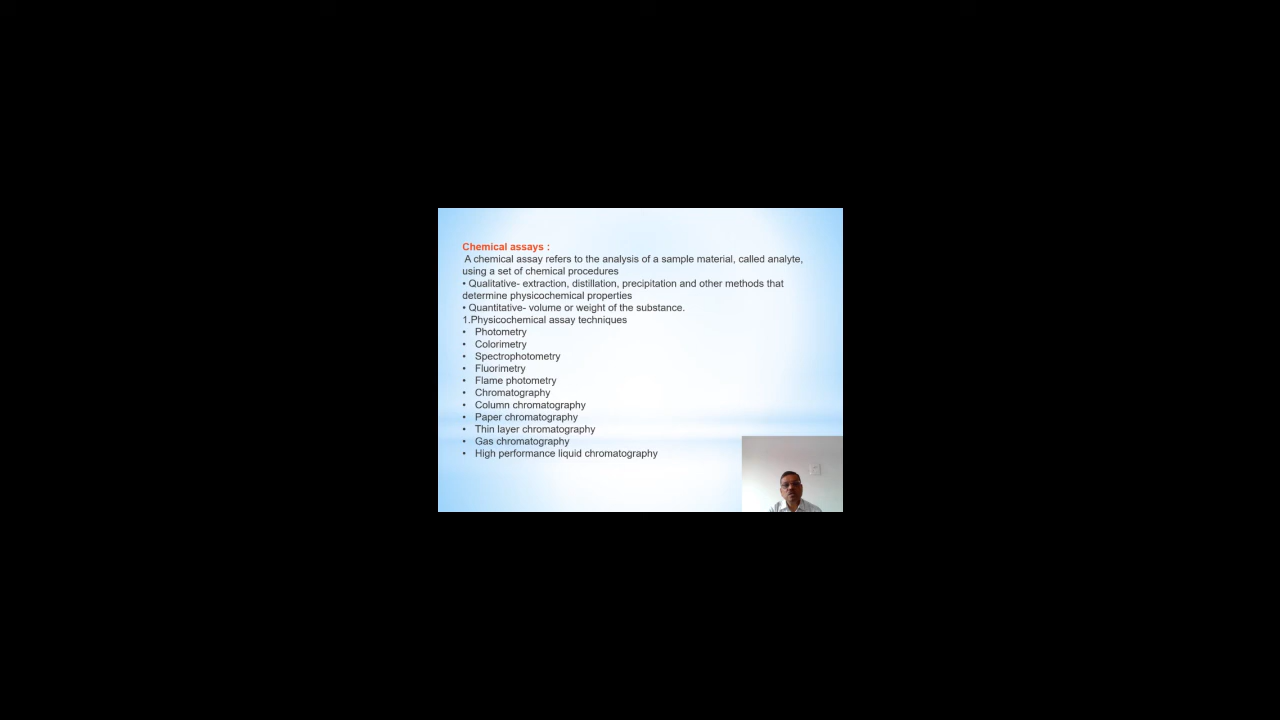 Chemical assays :
A chemical assay refers to the analysis of a sample material, called analyte,
using a set of chemical procedures
• Qualitative- extraction, distillation, precipitation and other methods that
determine physicochemical properties
• Quantitative- volume or weight of the substance.
1.Physicochemical assay techniques
• Photometry
• Colorimetry
• Spectrophotometry
• Fluorimetry
• Flame photometry
• Chromatography
• Column chromatography
• Paper chromatography
• Thin layer chromatography
• Gas chromatography
• High performance liquid chromatography